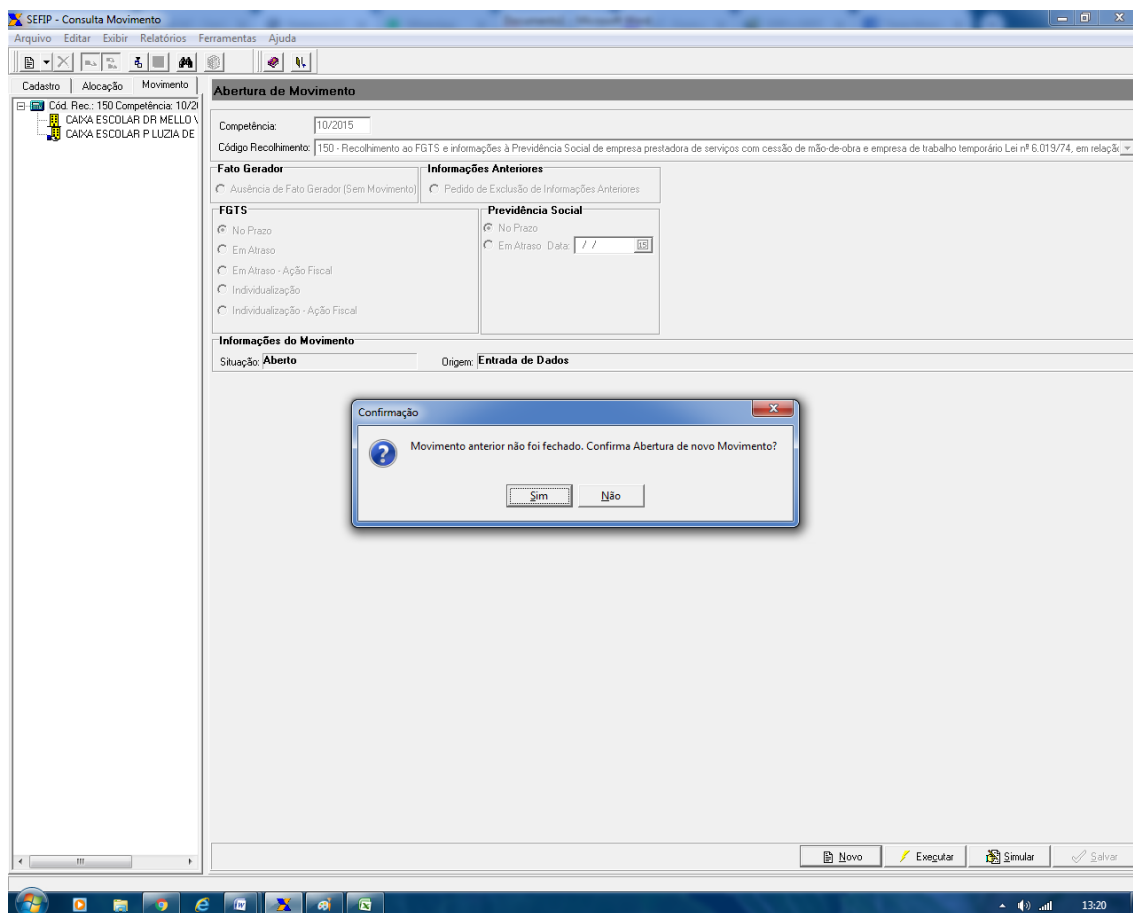 SEFIP - Consulta Movimento
Arquivo Editar Exibir Relatórios Ferramentas Ajuda
Cadastro Alocação Movimento
Abertura de Movimento
Cód. Rec.: 150 Competência: 10/20
CAIXA ESCOLAR DR MELLO
CAIXA ESCOLAR P LUZIA DE
Competência: 10/2015
Código Recolhimento: 150 - Recolhimento ao FGTS e informações à Previdência Social de empresa prestadora de serviços com cessão de mão-de-obra e empresa de trabalho temporário Lei nº 6.019/74, em relaçã
Fato Gerador Informações Anteriores
Ausência de Fato Gerador (Sem Movimento) Pedido de Exclusão de Informações Anteriores
FGTS Previdência Social
No Prazo No Prazo
Em Atraso Em Atraso Data: / / 15
Em Atraso - Ação Fiscal
Individualização
Individualização - Ação Fiscal
Informações do Movimento
Situação: Aberto Origem: Entrada de Dados
Confirmação
Movimento anterior não foi fechado. Confirma Abertura de novo Movimento?
Sim Não
Novo Executar Simular Salvar
13:20